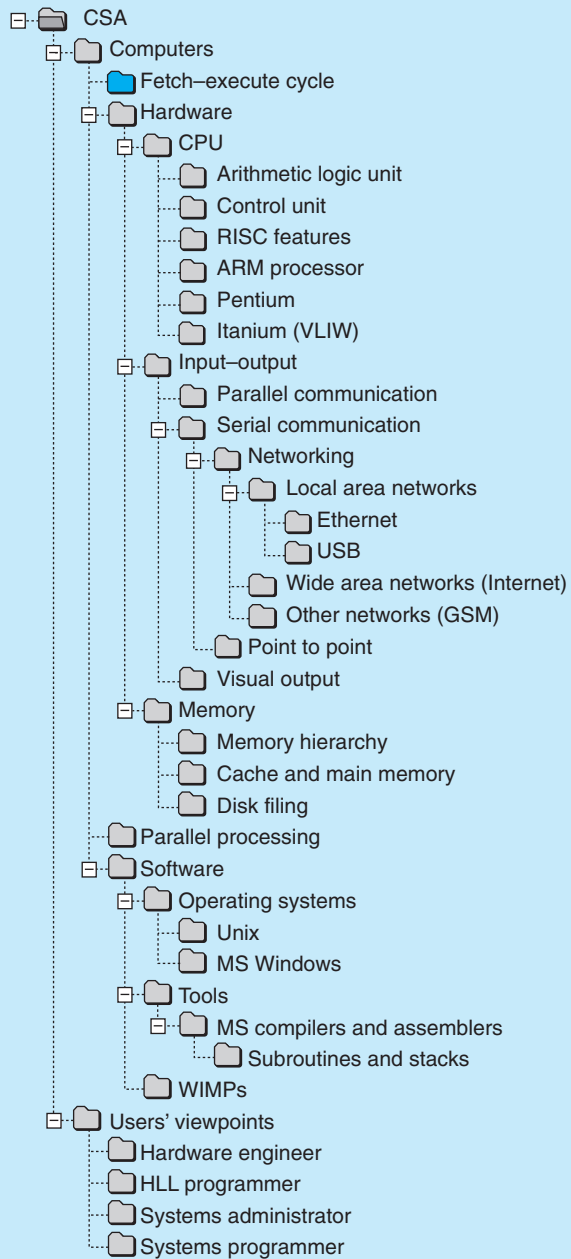 CSA
Computers
Fetch–execute cycle
Hardware
CPU
Arithmetic logic unit
Control unit
RISC features
ARM processor
Pentium
Itanium (VLIW)
Input–output
Parallel communication
Serial communication
Networking
Local area networks
Ethernet
USB
Wide area networks (Internet)
Other networks (GSM)
Point to point
Visual output
Memory
Memory hierarchy
Cache and main memory
Disk filing
Parallel processing
Software
Operating systems
Unix
MS Windows
Tools
MS compilers and assemblers
Subroutines and stacks
WIMPs
Users’ viewpoints
Hardware engineer
HLL programmer
Systems administrator
Systems programmer